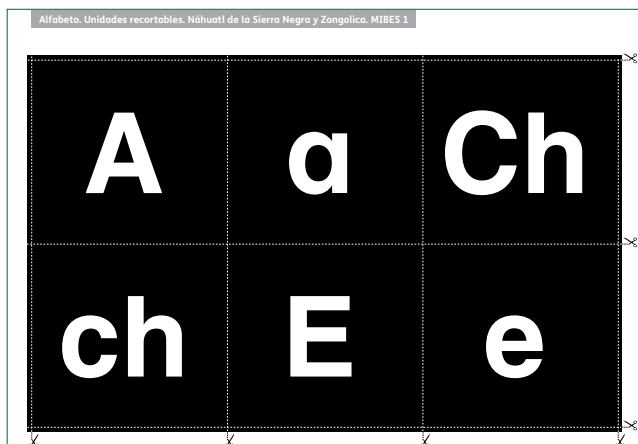 Alfabeto. Unidades recortables. Náhuatl de la Sierra Negra y Zongolica. MIBES 1
A a Ch
ch E e